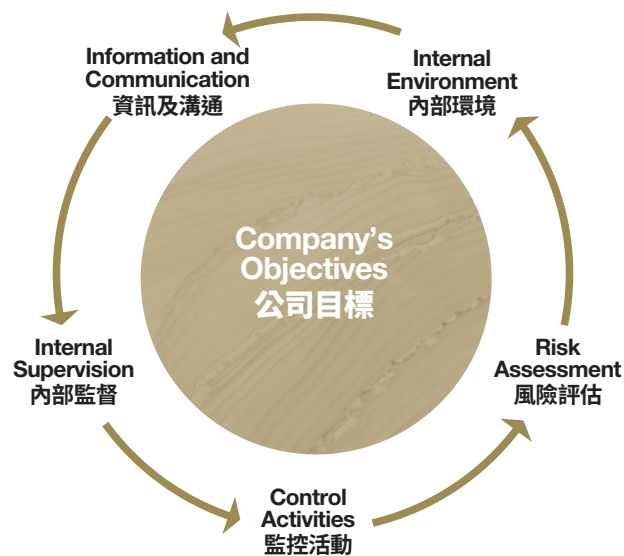 Information and
Communication
資訊及溝通
Internal
Environment
內部環境
Company's
Objectives
公司目標
Internal
Supervision
內部監督
Risk
Assessment
風險評估
Control
Activities
監控活動